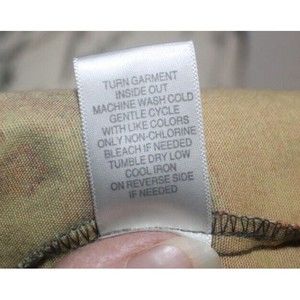 TURN GARMENT
INSIDE OUT
MACHINE WASH COLD
GENTLE CYCLE
WITH LIKE COLORS
ONLY NON-CHLORINE
BLEACH IF NEEDED
TUMBLE DRY LOW
COOL IRON
ON REVERSE SIDE
IF NEEDED